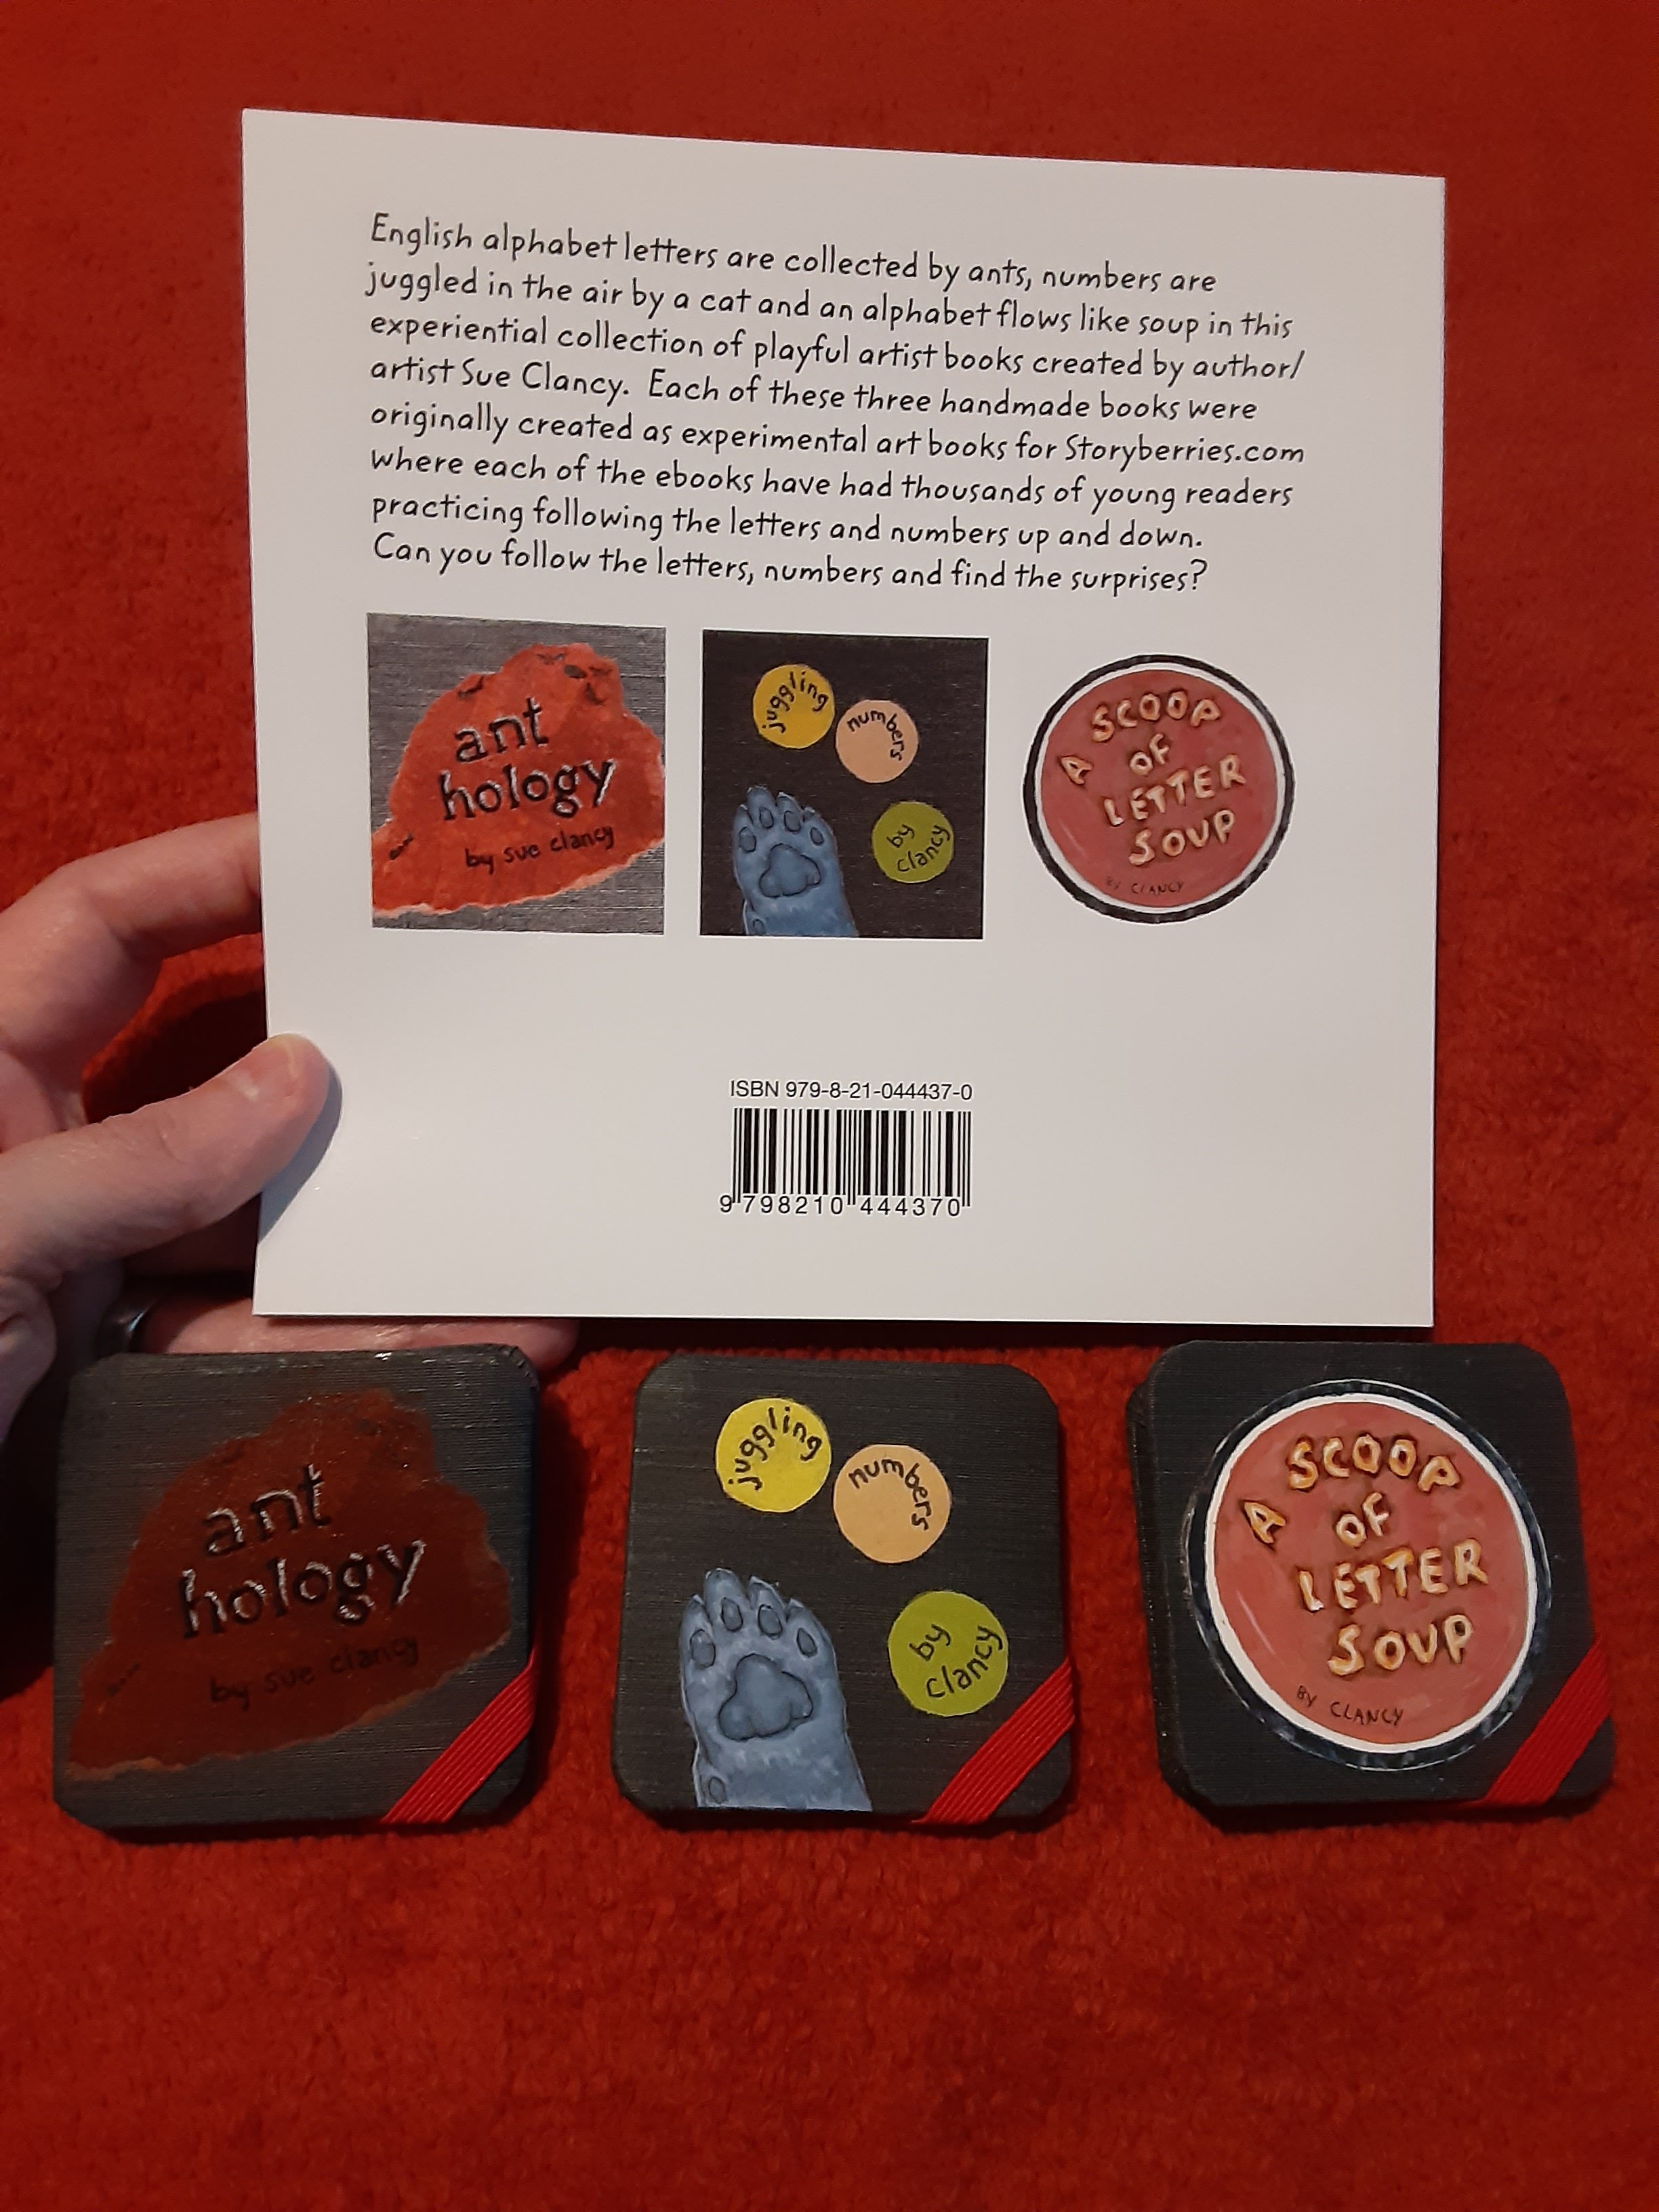 English alphabet letters are collected by ants, numbers are
juggled in the air by a cat and an alphabet flows like soup in this
experiential collection of playful artist books created by author/
artist Sue Clancy. Each of these three handmade books were
originally created as experimental art books for Storyberries.com
where each of the ebooks have had thousands of young readers
practicing following the letters and numbers up and down.
Can you follow the letters, numbers and find the surprises?
ant
hology
by sue clancy
juggling
numbers
by
clancy
A SCOOP
OF
LETTER
SOUP
BY CLANCY
ISBN 979-8-21-044437-0
9 798210 444370
ant
hology
by sue clancy
juggling
numbers
by
clancy
A SCOOP
OF
LETTER
SOUP
BY CLANCY